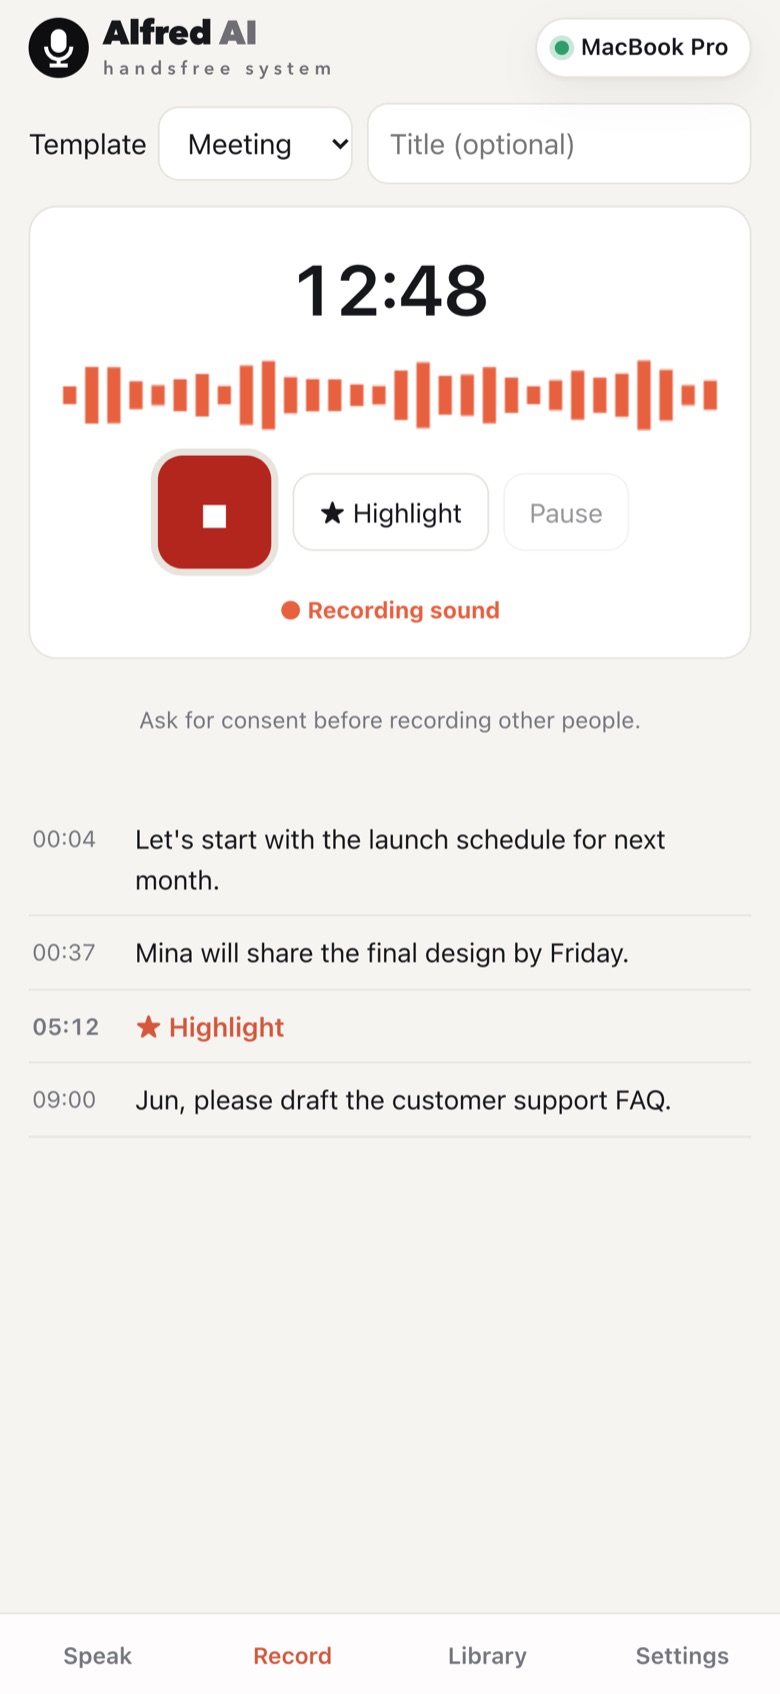 Alfred AI
handsfree system
MacBook Pro
Template
Meeting
Title (optional)
12:48
★ Highlight
Pause
Recording sound
Ask for consent before recording other people.
00:04 Let's start with the launch schedule for next
month.
00:37 Mina will share the final design by Friday.
05:12 ★ Highlight
09:00 Jun, please draft the customer support FAQ.
Speak
Record
Library
Settings